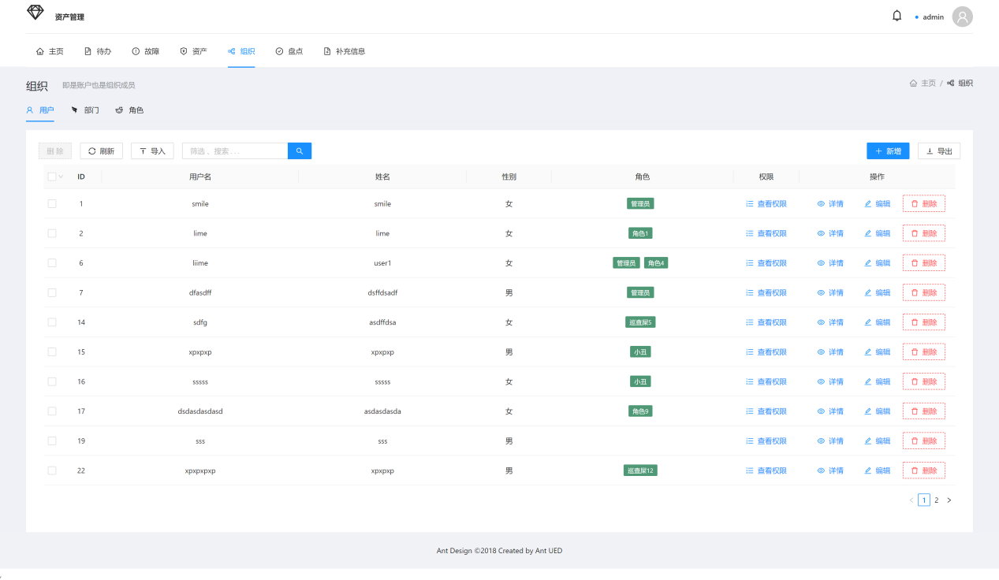 资产管理 admin
主页 待办 故障 资产 组织 盘点 补充信息
组织 即是账户也是组织成员 主页 / 组织
用户 部门 角色
删 除 刷新 导入 筛选 、搜索 . . . 新增 导出
ID 用户名 姓名 性别 角色 权限 操作
1 smile smile 女 管理员 查看权限 详情 编辑 删除
2 lime lime 女 角色1 查看权限 详情 编辑 删除
6 liime user1 女 管理员 角色4 查看权限 详情 编辑 删除
7 dfasdff dsffdsadf 男 管理员 查看权限 详情 编辑 删除
14 sdfg asdffdsa 女 巡查屎5 查看权限 详情 编辑 删除
15 xpxpxp xpxpxp 男 小丑 查看权限 详情 编辑 删除
16 sssss sssss 女 小丑 查看权限 详情 编辑 删除
17 dsdasdasdasd asdasdasda 女 角色9 查看权限 详情 编辑 删除
19 sss sss 男 查看权限 详情 编辑 删除
22 xpxpxpxp xpxpxp 男 巡查屎12 查看权限 详情 编辑 删除
< 1 2 >
Ant Design ©2018 Created by Ant UED